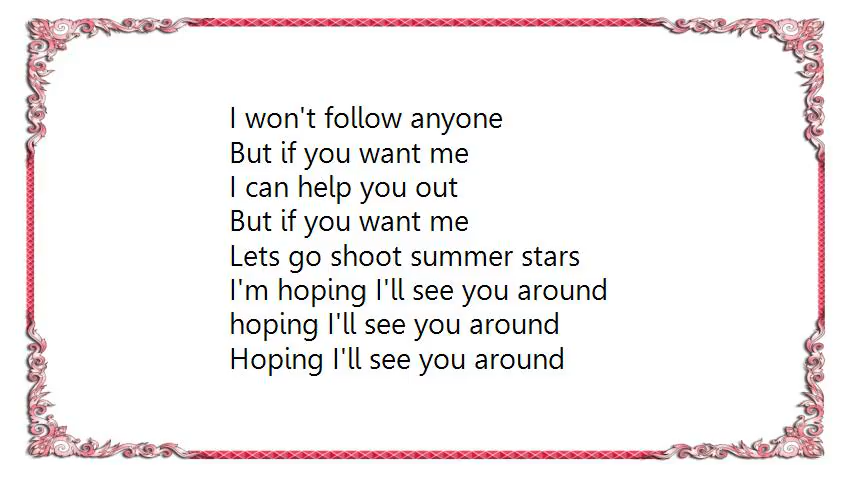 I won't follow anyone
But if you want me
I can help you out
But if you want me
Lets go shoot summer stars
I'm hoping I'll see you around
hoping I'll see you around
Hoping I'll see you around